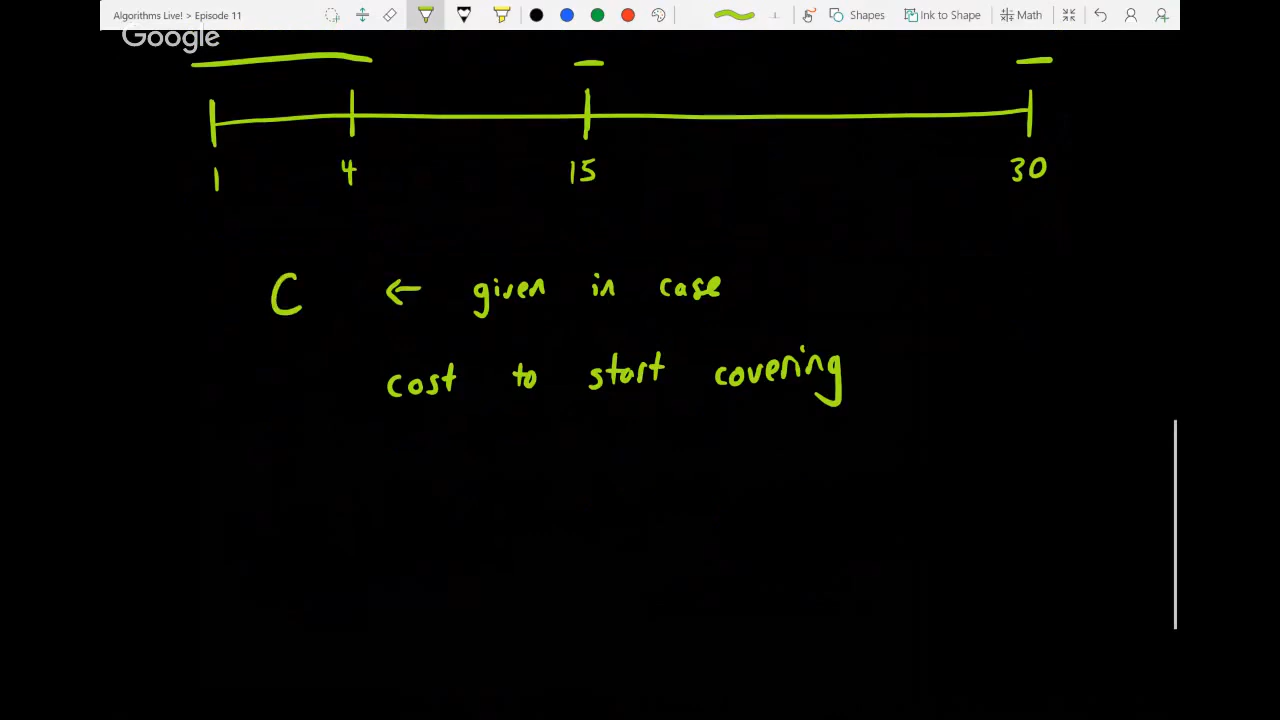 Algorithms Live! > Episode 11
Shapes Ink to Shape Math
Google
1 4 15 30
C ← given in case
cost to start covering